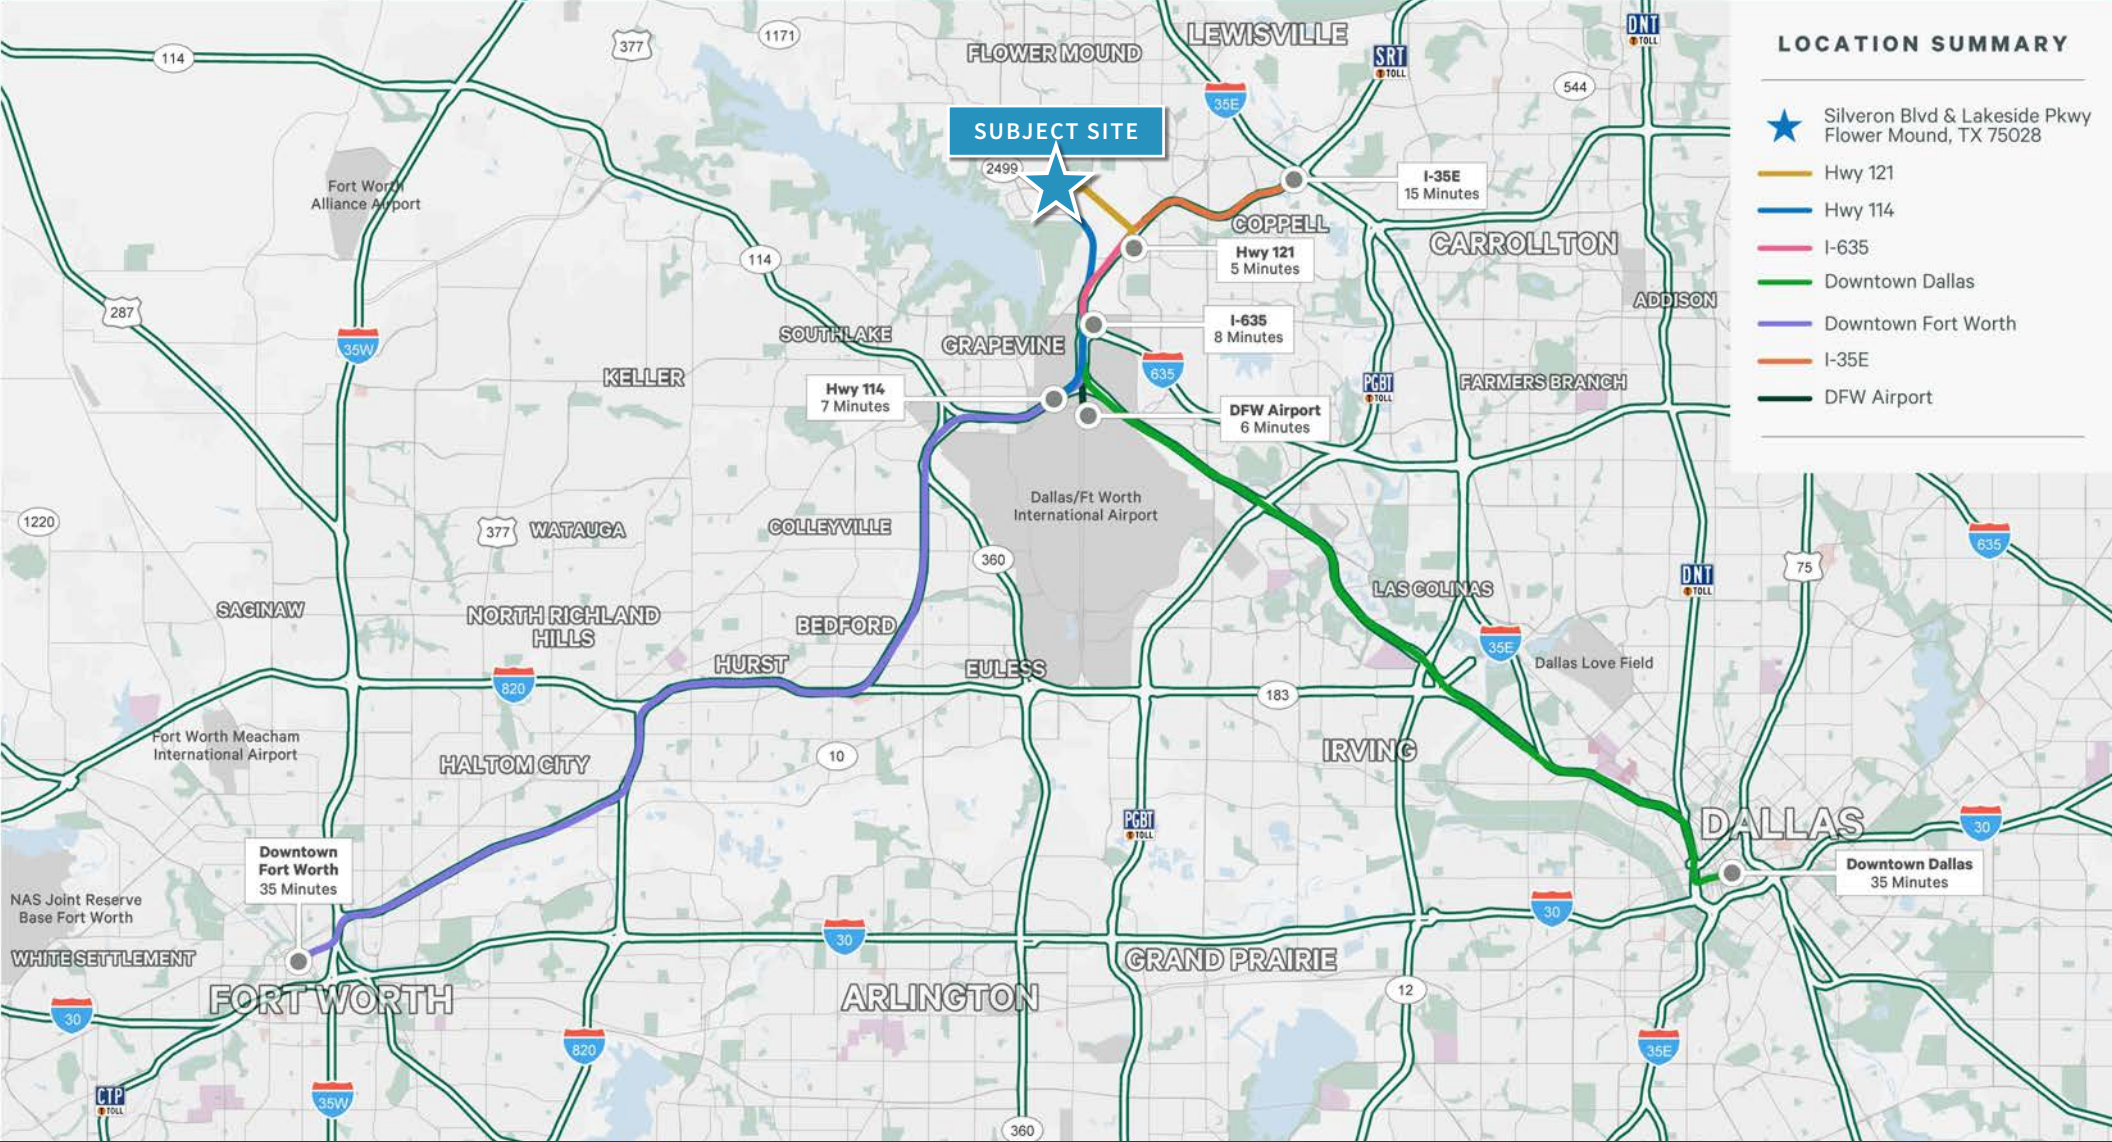 LOCATION SUMMARY
Silveron Blvd & Lakeside Pkwy
Flower Mound, TX 75028
Hwy 121
Hwy 114
I-635
Downtown Dallas
Downtown Fort Worth
I-35E
DFW Airport
114
377
1171
FLOWER MOUND
LEWISVILLE
SRT
TOLL
DNT
TOLL
544
35E
SUBJECT SITE
2499
I-35E
15 Minutes
Fort Worth
Alliance Airport
COPPELL
CARROLLTON
114
Hwy 121
5 Minutes
287
ADDISON
35W
SOUTHLAKE
GRAPEVINE
I-635
8 Minutes
635
KELLER
PGBT
TOLL
FARMERS BRANCH
Hwy 114
7 Minutes
DFW Airport
6 Minutes
Dallas/Ft Worth
International Airport
1220
377
WATAUGA
COLLEYVILLE
635
360
75
DNT
TOLL
LAS COLINAS
SAGINAW
NORTH RICHLAND
HILLS
BEDFORD
35E
Dallas Love Field
HURST
EULESS
820
183
Fort Worth Meacham
International Airport
HALTOM CITY
10
IRVING
PGBT
TOLL
DALLAS
30
Downtown
Fort Worth
35 Minutes
Downtown Dallas
35 Minutes
NAS Joint Reserve
Base Fort Worth
30
30
WHITE SETTLEMENT
GRAND PRAIRIE
FORT WORTH
ARLINGTON
12
30
820
35E
CTP
TOLL
35W
360